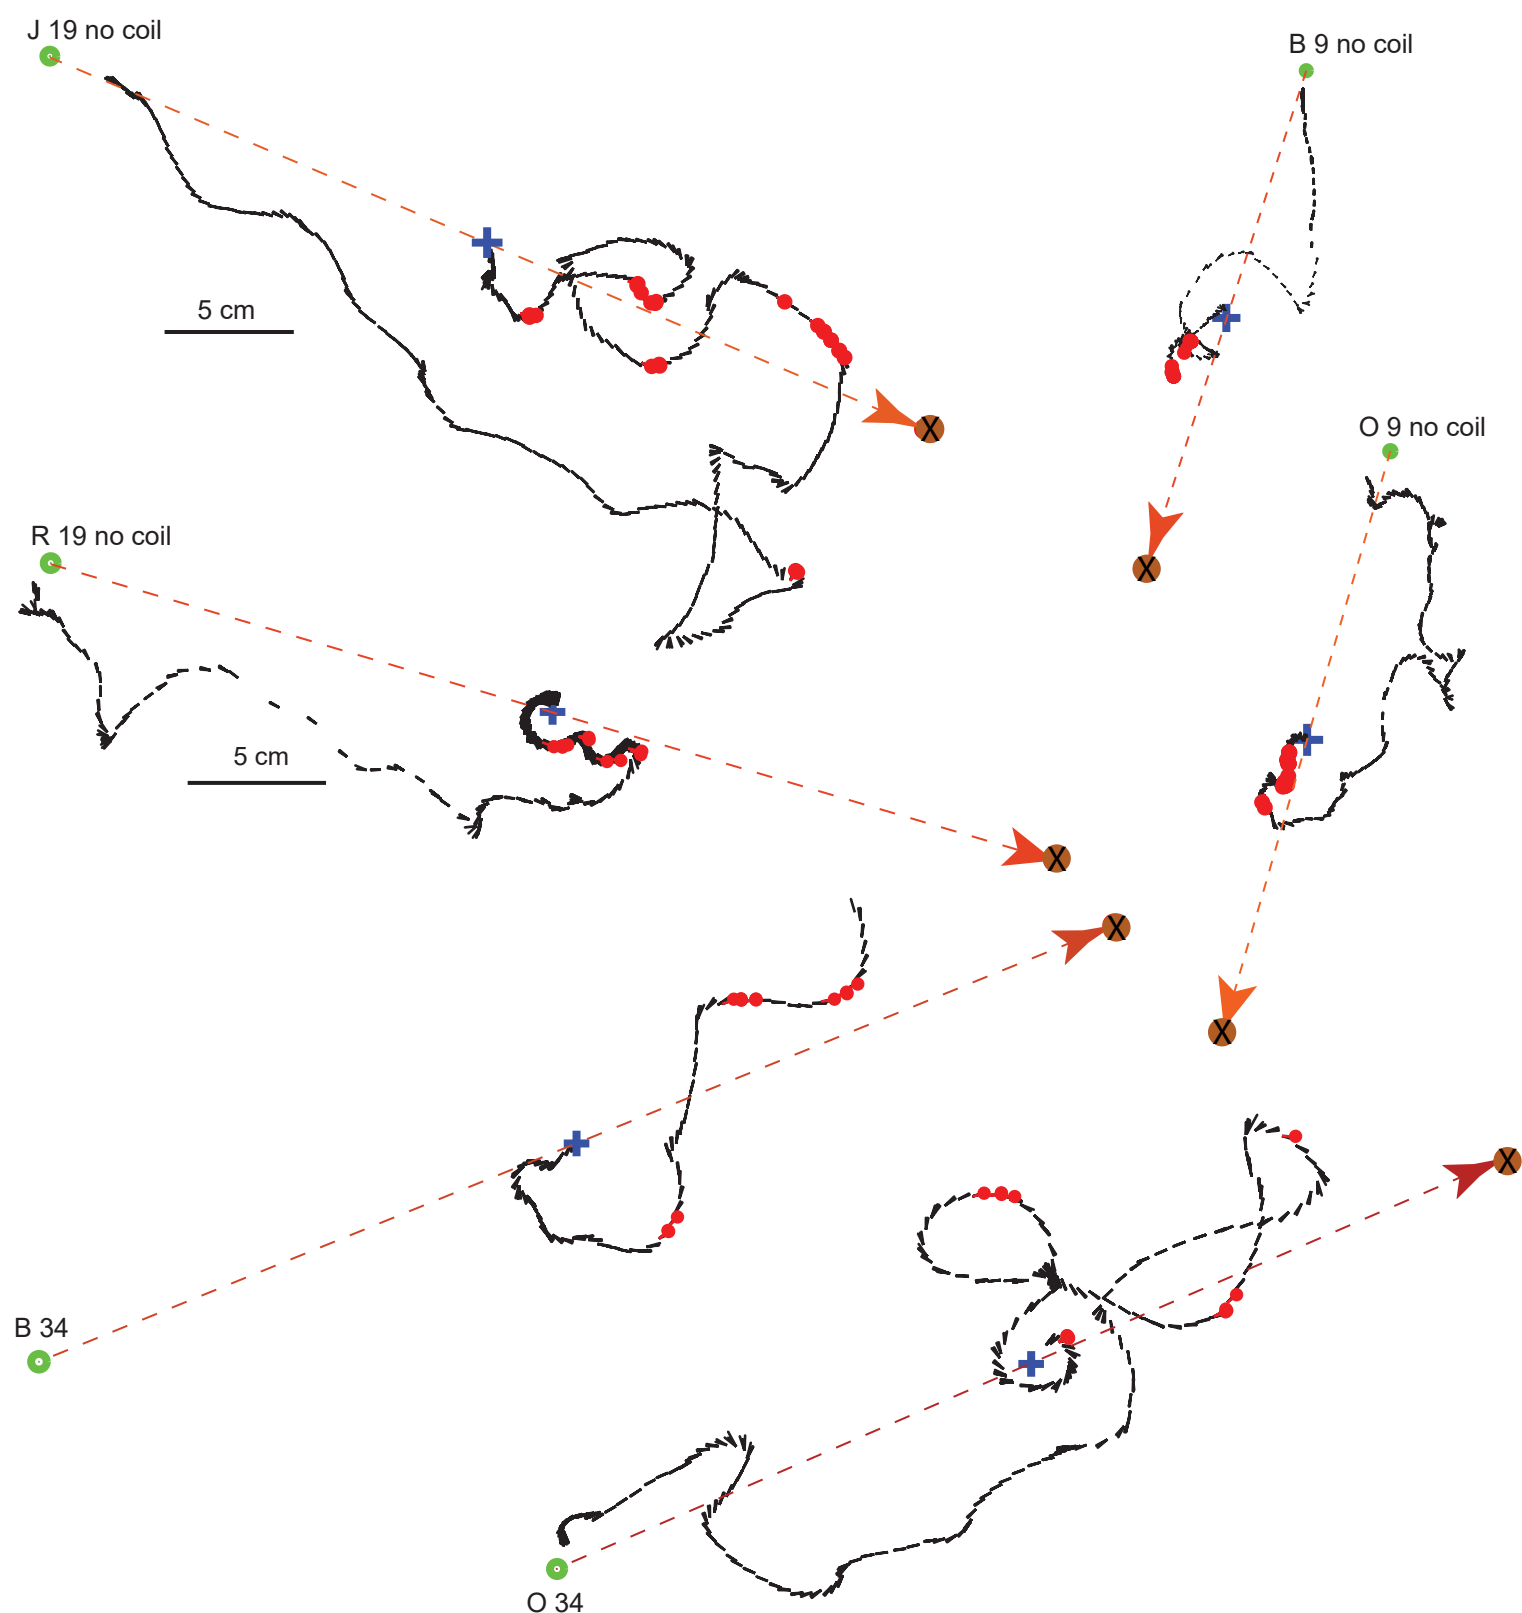 J 19 no coil
B 9 no coil
5 cm
X
O 9 no coil
R 19 no coil
X
5 cm
X
X
X
X
B 34
O 34